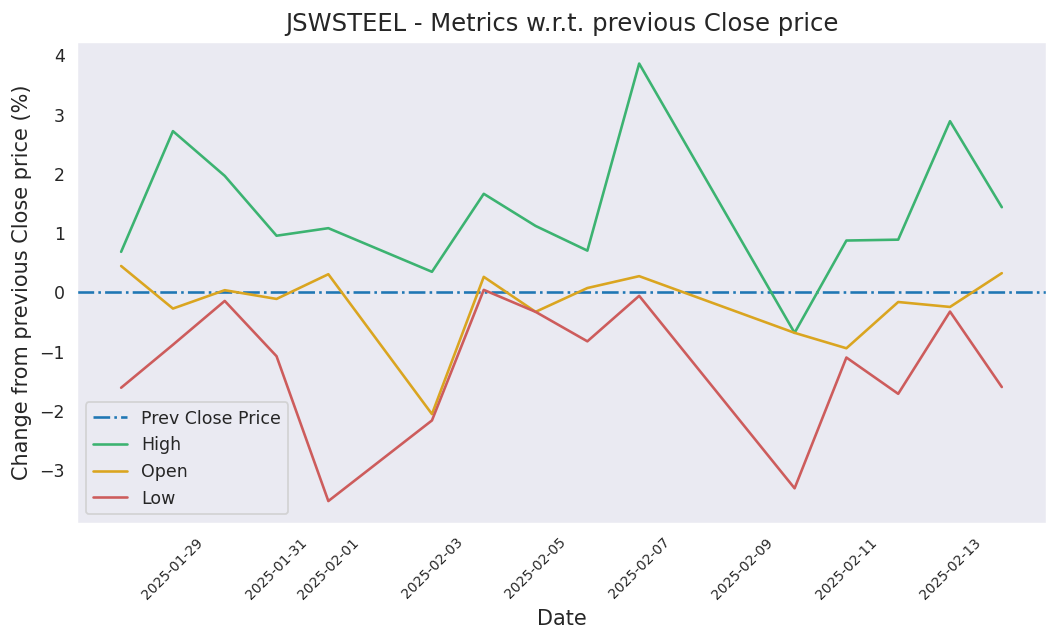 JSWSTEEL - Metrics w.r.t. previous Close price
Change from previous Close price (%)
4
3
2
1
0
−1
−2
−3
Prev Close Price
High
Open
Low
2025-01-29
2025-01-31
2025-02-01
2025-02-03
2025-02-05
2025-02-07
2025-02-09
2025-02-11
2025-02-13
Date